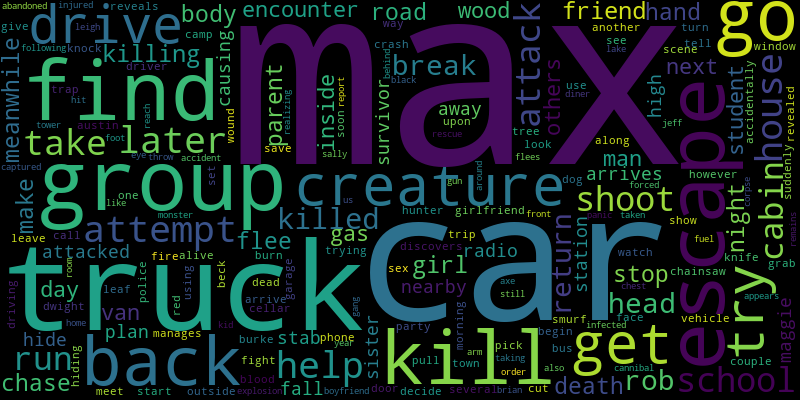 abandoned
injured
reveals
encounter
road
wood
friend
hand
go
drive
body
give
leigh
knock
camp
killing
meanwhile
following
driver
trap
hit
find
max
causing
wound
parent
realizing
inside
soon
report
survivor
way
crash
behind
black
break
away
upon
rescue
attack
others
another
see
lake
use
diner
tree
look
flees
turn
tell
scene
window
next
high
jeff
along
student
accidentally
house
revealed
suddenly
tower
reach
austin
foot
take
later
eye
throw
save
sally
captured
accident
group
set
one
like
make
monster
us
creature
gun
around
dog
hunter
girlfriend
front
man
arrives
shoot
forced
however
panic
taken
escape
night
corpse
cabin
attempt
killed
leave
call
attacked
fire
alive
flee
gas
burn
trying
discovers
trip
girl
radio
return
station
watch
show
fuel
try
remains
truck
car
room
day
police
red
using
beck
dead
garage
sex
nearby
axe
still
stop
knife
grab
chest
chainsaw
appears
driving
dwight
leaf
van
manages
arrive
cellar
gang
party
morning
begin
smurf
head
face
vehicle
maggie
home
plan
burke
stab
phone
year
sister
kill
pick
infected
bus
get
couple
hide
run
kid
fight
help
pull
town
arm
taking
order
cannibal
chase
hiding
back
blood
door
also
death
rob
school
meet
start
outside
explosion
fall
boyfriend
decide
several
brian
cut